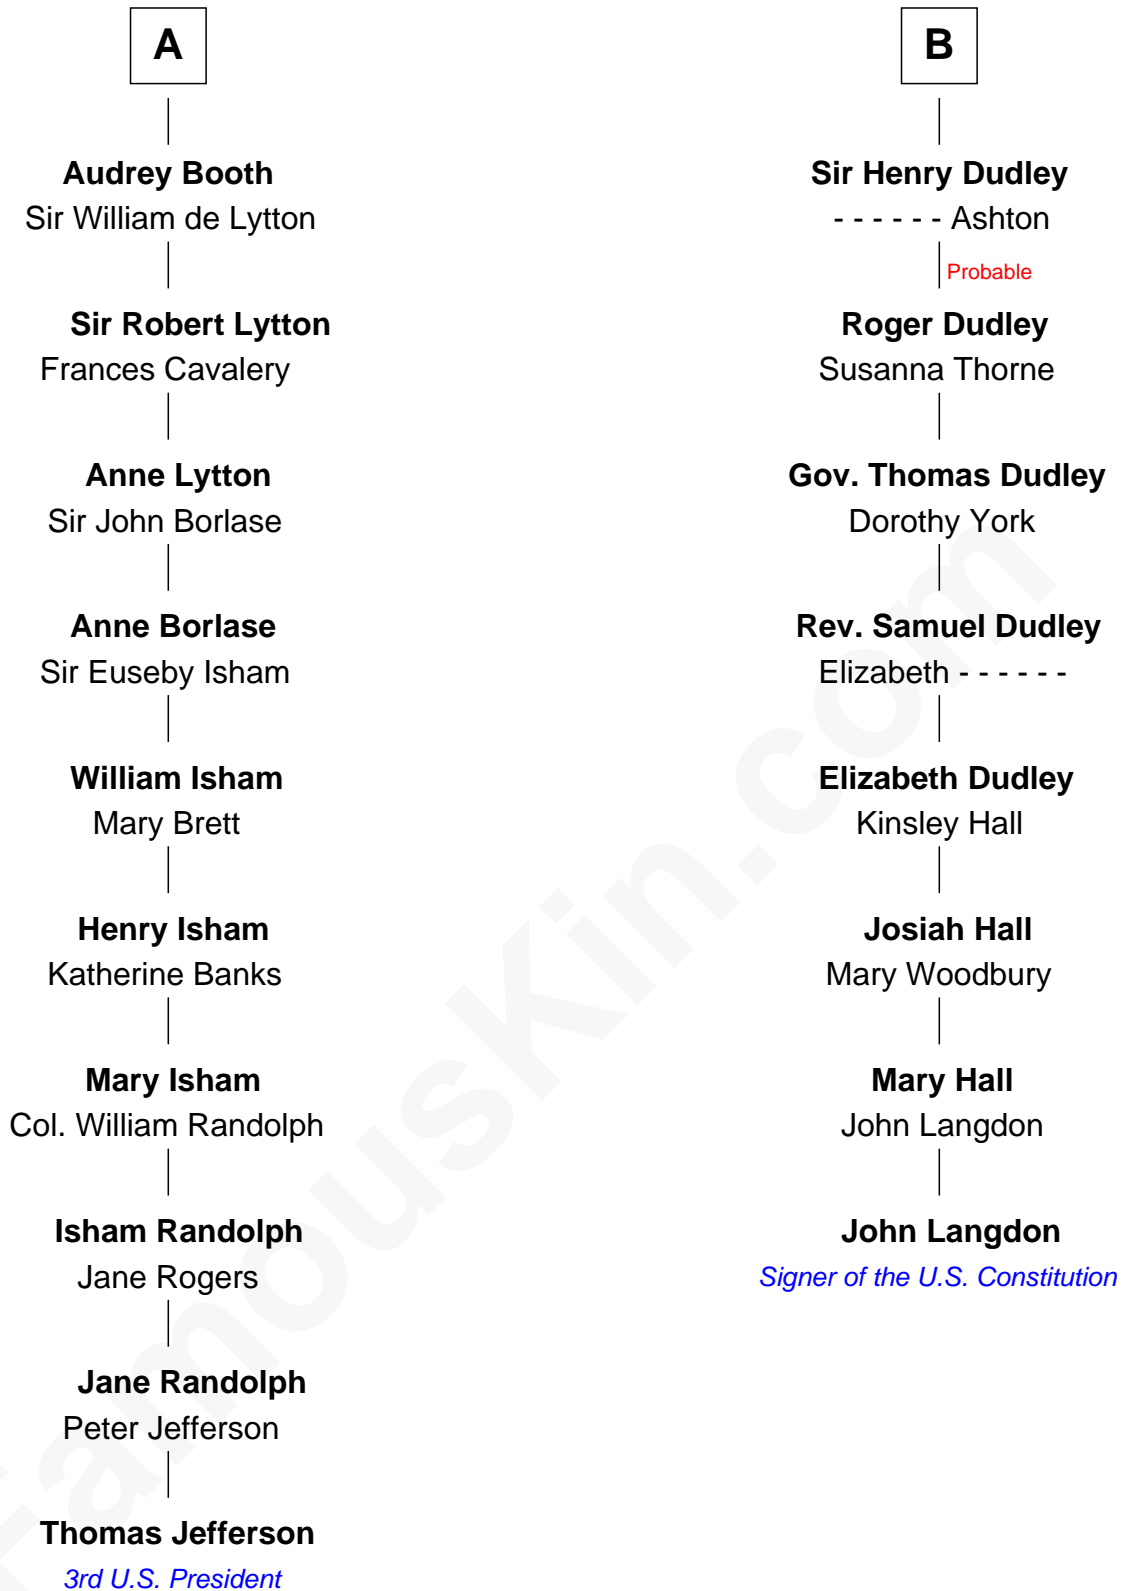 A
Audrey Booth
Sir William de Lytton
Sir Robert Lytton
Frances Cavalery
Anne Lytton
Sir John Borlase
Anne Borlase
Sir Euseby Isham
William Isham
Mary Brett
Henry Isham
Katherine Banks
Mary Isham
Col. William Randolph
Isham Randolph
Jane Rogers
Jane Randolph
Peter Jefferson
Thomas Jefferson
3rd U.S. President
B
Sir Henry Dudley
- - - - - - Ashton
Probable
Roger Dudley
Susanna Thorne
Gov. Thomas Dudley
Dorothy York
Rev. Samuel Dudley
Elizabeth - - - - - -
Elizabeth Dudley
Kinsley Hall
Josiah Hall
Mary Woodbury
Mary Hall
John Langdon
John Langdon
Signer of the U.S. Constitution
FamousKin.com